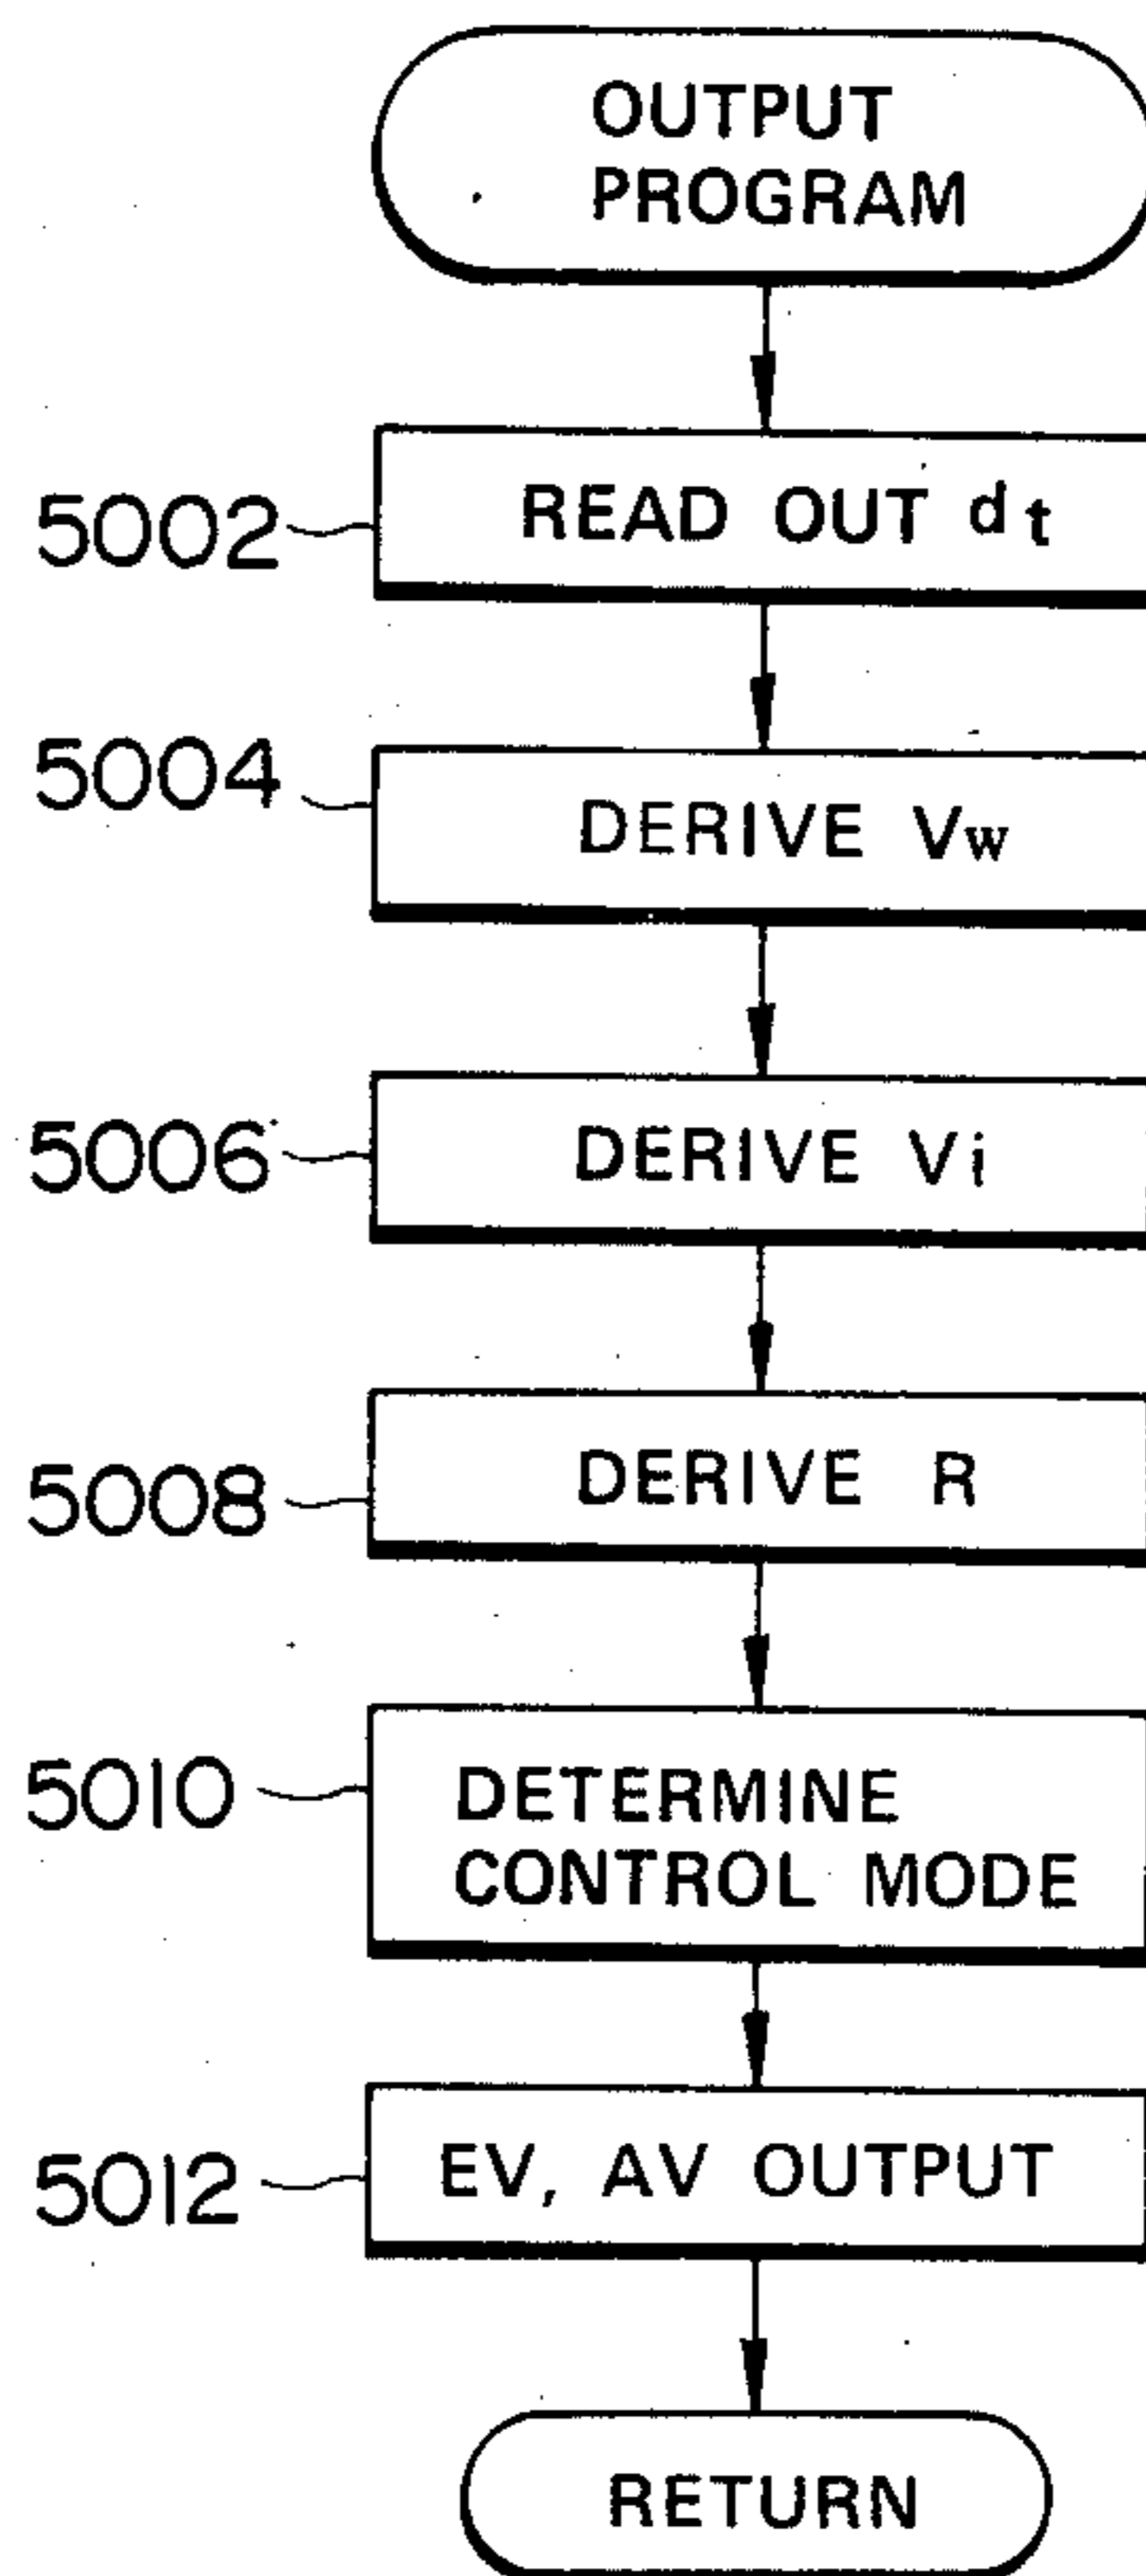 OUTPUT
PROGRAM
5002
READ OUT dt
5004
DERIVE Vw
5006
DERIVE Vi
5008
DERIVE R
5010
DETERMINE
CONTROL MODE
5012
EV, AV OUTPUT
RETURN